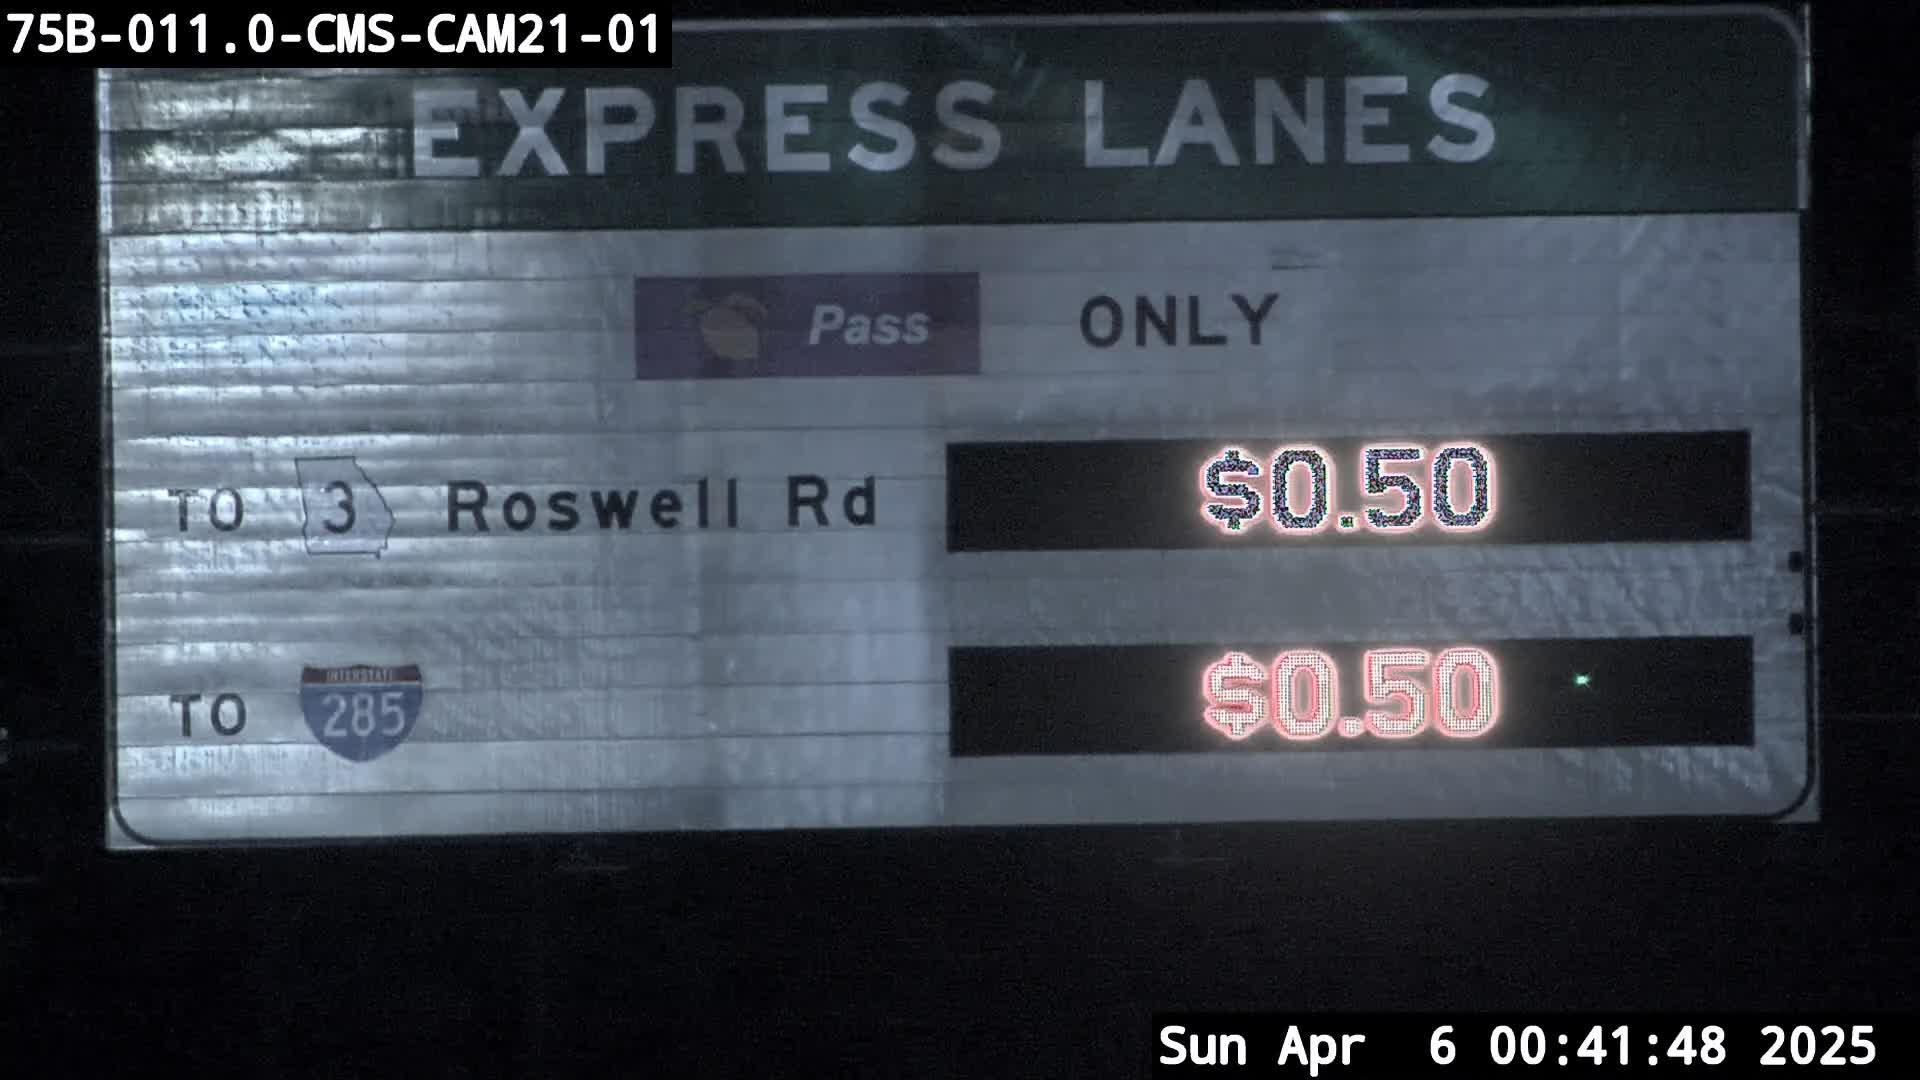 75B-011.0-CMS-CAM21-01
EXPRESS LANES
Pass ONLY
TO 3 Roswell Rd $0.50
INTERSTATE
TO 285 $0.50
Sun Apr 6 00:41:48 2025